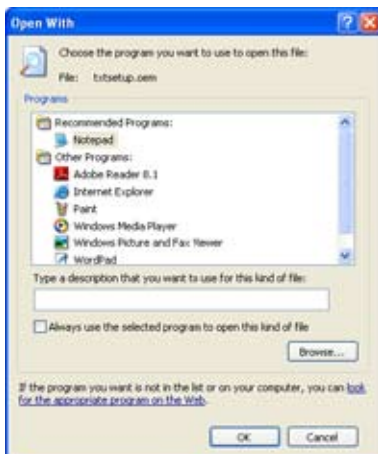 Open With
Choose the program you want to use to open this file:
File: txtsetup.oem
Programs
Recommended Programs:
Notepad
Other Programs:
Adobe Reader 8.1
Internet Explorer
Paint
Windows Media Player
Windows Picture and Fax Viewer
WordPad
Type a description that you want to use for this kind of file:
Always use the selected program to open this kind of file
Browse...
If the program you want is not in the list or on your computer, you can look
for the appropriate program on the Web.
OK Cancel